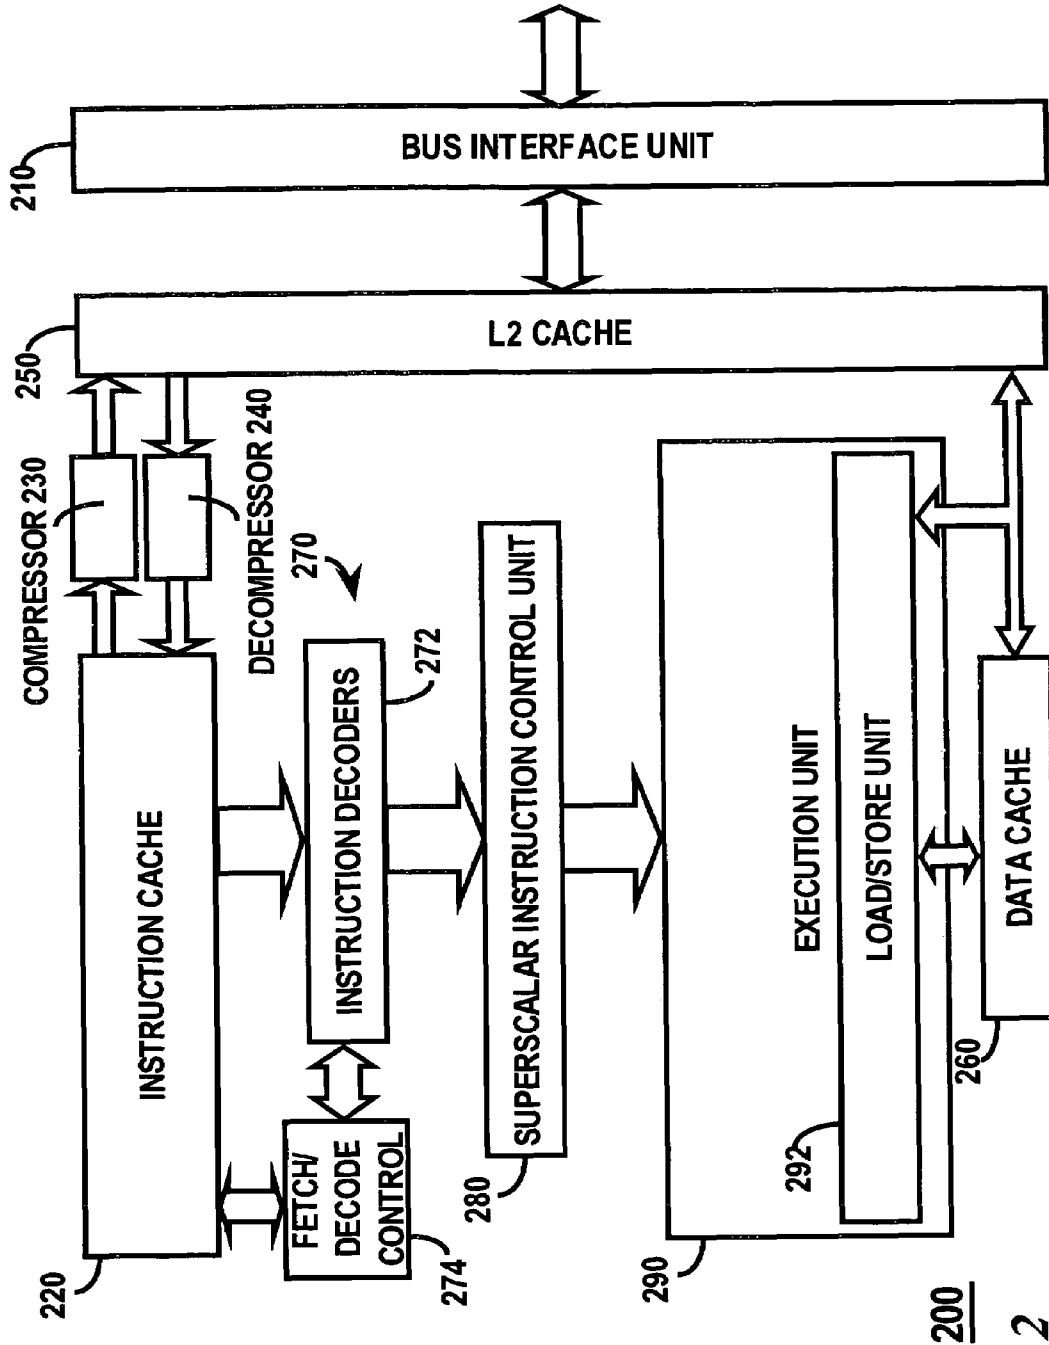 220
INSTRUCTION CACHE
COMPRESSOR 230
DECOMPRESSOR 240
250
L2 CACHE
210
BUS INTERFACE UNIT
274
FETCH/
DECODE
CONTROL
INSTRUCTION DECODERS
272
270
280
SUPERSCALAR INSTRUCTION CONTROL UNIT
290
EXECUTION UNIT
292
LOAD/STORE UNIT
260
DATA CACHE
200
2